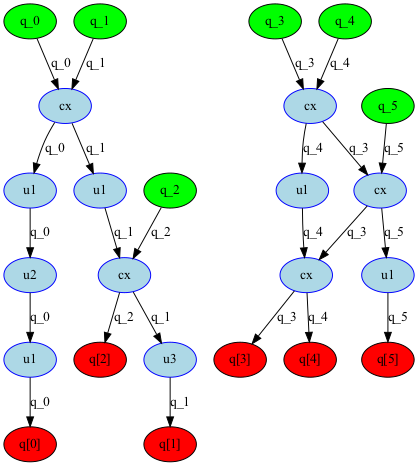 q_0 q_1 q_3 q_4
q_0 q_1 q_3 q_4
cx cx q_5
q_0 q_1 q_4 q_3 q_5
u1 u1 q_2 u1 cx
q_0 q_1 q_2 q_4 q_3 q_5
u2 cx cx u1
q_0 q_2 q_1 q_3 q_4 q_5
u1 q[2] u3 q[3] q[4] q[5]
q_0 q_1
q[0] q[1]